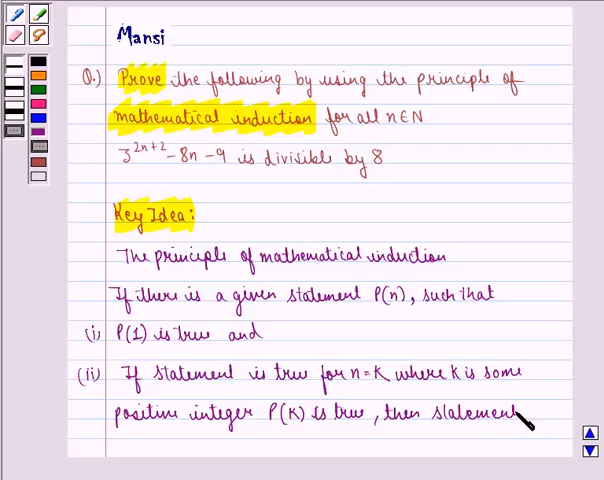 Mansi
Q.) Prove the following by using the principle of
mathematical induction for all n∈N
3^{2n+2} - 8n - 9 is divisible by 8
Key Idea:
The principle of mathematical induction
If there is a given statement P(n), such that
(i) P(1) is true and
(ii) If statement is true for n=k where k is some
positive integer P(k) is true, then statement